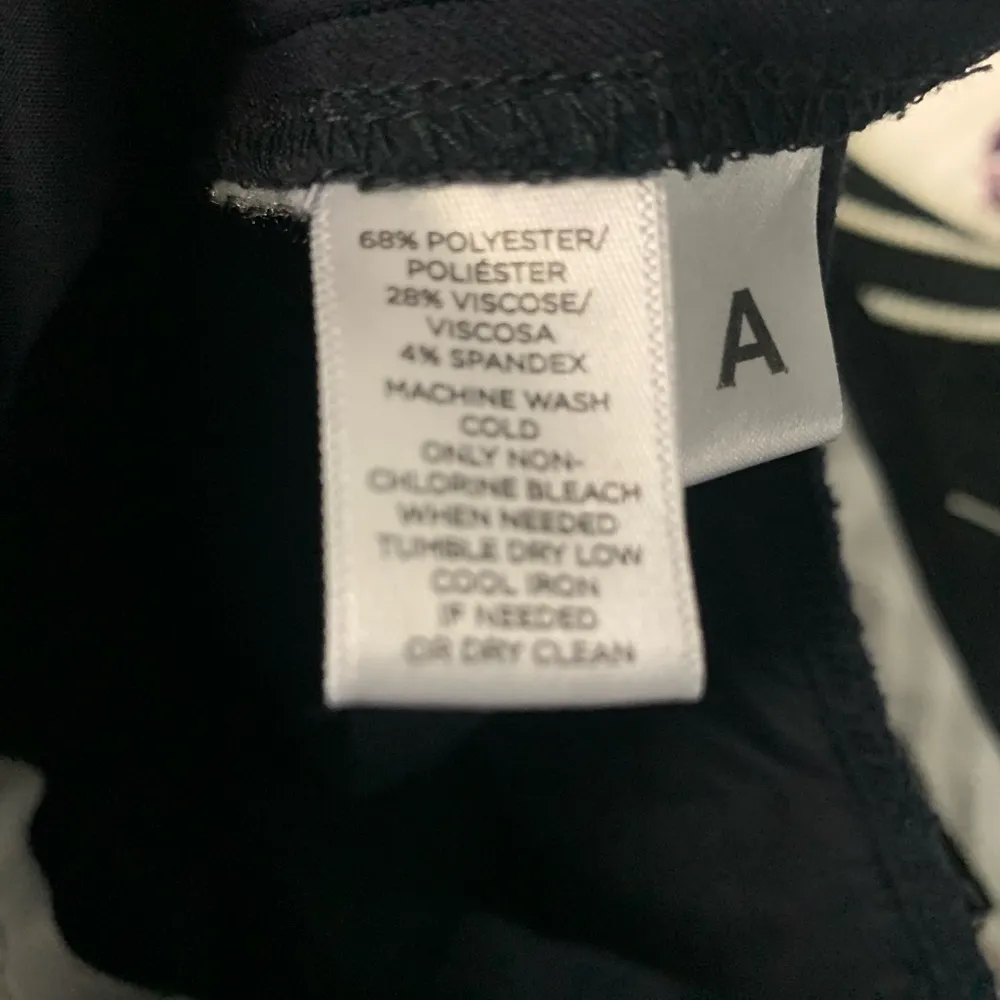 68% POLYESTER/
POLIÉSTER
28% VISCOSE/
VISCOSA
4% SPANDEX
MACHINE WASH
COLD
ONLY NON-
CHLORINE BLEACH
WHEN NEEDED
TUMBLE DRY LOW
COOL IRON
IF NEEDED
OR DRY CLEAN
A